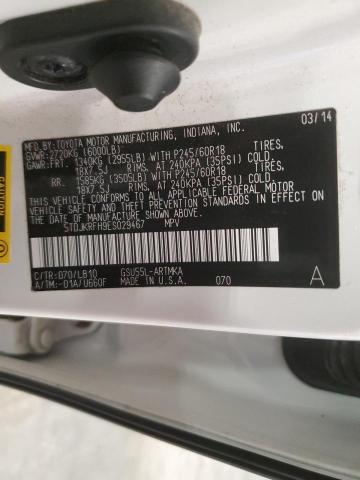 MFD.BY:TOYOTA MOTOR MANUFACTURING, INDIANA, INC. 03/14
GVWR:2720KG (6000LB)
GAWR:FRT. 1340KG (2955LB) WITH P245/60R18 TIRES,
18X7.5J RIMS, AT 240KPA (35PSI) COLD.
RR. 1585KG (3505LB) WITH P245/60R18 TIRES,
18X7.5J RIMS, AT 240KPA (35PSI) COLD.
THIS VEHICLE CONFORMS TO ALL APPLICABLE FEDERAL MOTOR
VEHICLE SAFETY STANDARDS IN EFFECT ON THE DATE OF
MANUFACTURE SHOWN ABOVE.
5TDJKRFH9ES029467 MPV
C/TR:070/LB10 GSU55L-ARTMKA
A/TM:-01A/U660F MADE IN U.S.A. 070 A
CAUTION